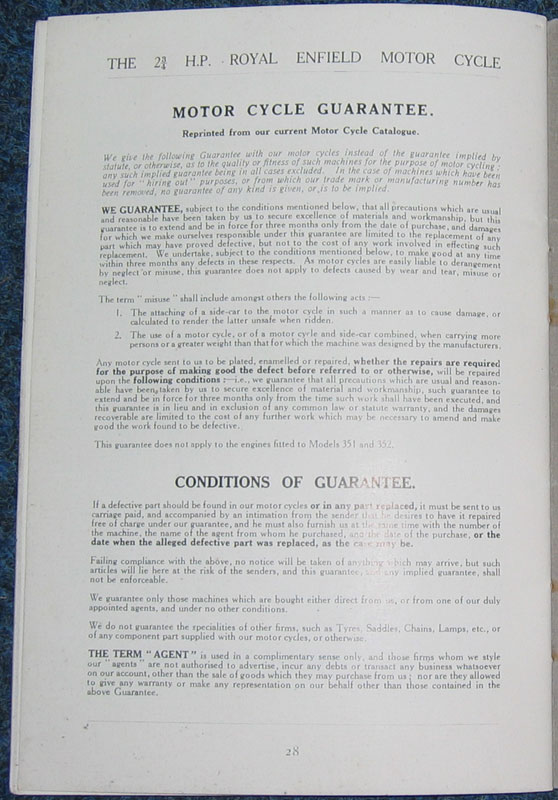 THE 2¾ H.P. ROYAL ENFIELD MOTOR CYCLE
MOTOR CYCLE GUARANTEE.
Reprinted from our current Motor Cycle Catalogue.
We give the following Guarantee with our motor cycles instead of the guarantee implied by
statute, or otherwise, as to the quality or fitness of such machines for the purpose of motor cycling:
any such implied guarantee being in all cases excluded. In the case of machines which have been
used for "hiring out" purposes, or from which our trade mark or manufacturing number has
been removed, no guarantee of any kind is given, or is to be implied.
WE GUARANTEE, subject to the conditions mentioned below, that all precautions which are usual
and reasonable have been taken by us to secure excellence of materials and workmanship, but this
guarantee is to extend and be in force for three months only from the date of purchase, and damages
for which we make ourselves responsible under this guarantee are limited to the replacement of any
part which may have proved defective, but not to the cost of any work involved in effecting such
replacement. We undertake, subject to the conditions mentioned below, to make good at any time
within three months any defects in these respects. As motor cycles are easily liable to derangement
by neglect or misuse, this guarantee does not apply to defects caused by wear and tear, misuse or
neglect.
The term "misuse" shall include amongst others the following acts :—
1. The attaching of a side-car to the motor cycle in such a manner as to cause damage, or
calculated to render the latter unsafe when ridden.
2. The use of a motor cycle, or of a motor cycle and side-car combined, when carrying more
persons or a greater weight than that for which the machine was designed by the manufacturers.
Any motor cycle sent to us to be plated, enamelled or repaired, whether the repairs are required
for the purpose of making good the defect before referred to or otherwise, will be repaired
upon the following conditions :—i.e., we guarantee that all precautions which are usual and reason-
able have been taken by us to secure excellence of material and workmanship, such guarantee to
extend and be in force for three months only from the time such work shall have been executed, and
this guarantee is in lieu and in exclusion of any common law or statute warranty, and the damages
recoverable are limited to the cost of any further work which may be necessary to amend and make
good the work found to be defective.
This guarantee does not apply to the engines fitted to Models 351 and 352.
CONDITIONS OF GUARANTEE.
If a defective part should be found in our motor cycles or in any part replaced, it must be sent to us
carriage paid, and accompanied by an intimation from the sender that he desires to have it repaired
free of charge under our guarantee, and he must also furnish us at the same time with the number of
the machine, the name of the agent from whom he purchased, and the date of the purchase, or the
date when the alleged defective part was replaced, as the case may be.
Failing compliance with the above, no notice will be taken of anything which may arrive, but such
articles will lie here at the risk of the senders, and this guarantee, and any implied guarantee, shall
not be enforceable.
We guarantee only those machines which are bought either direct from us, or from one of our duly
appointed agents, and under no other conditions.
We do not guarantee the specialities of other firms, such as Tyres, Saddles, Chains, Lamps, etc., or
of any component part supplied with our motor cycles, or otherwise.
THE TERM "AGENT" is used in a complimentary sense only, and those firms whom we style
our "agents" are not authorised to advertise, incur any debts or transact any business whatsoever
on our account, other than the sale of goods which they may purchase from us; nor are they allowed
to give any warranty or make any representation on our behalf other than those contained in the
above Guarantee.
28